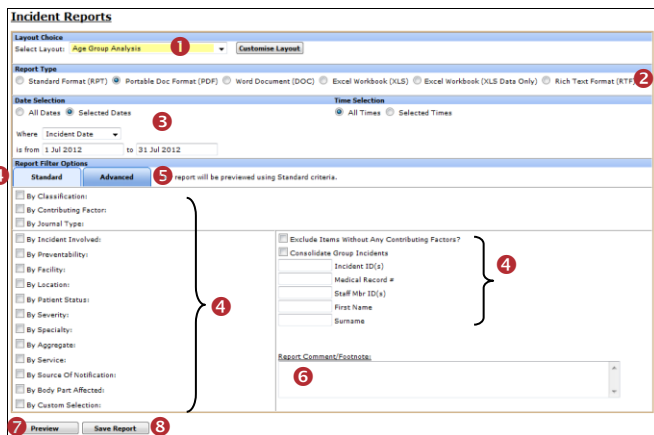 Incident Reports
Layout Choice
Select Layout: Age Group Analysis 1 Customise Layout
Report Type
Standard Format (RPT) Portable Doc Format (PDF) Word Document (DOC) Excel Workbook (XLS) Excel Workbook (XLS Data Only) Rich Text Format (RTF) 2
Date Selection Time Selection
All Dates Selected Dates 3 All Times Selected Times
Where Incident Date
is from 1 Jul 2012 to 31 Jul 2012
Report Filter Options
4 Standard Advanced 5 report will be previewed using Standard criteria.
By Classification:
By Contributing Factor:
By Journal Type:
By Incident Involved: Exclude Items Without Any Contributing Factors?
By Preventability: Consolidate Group Incidents
By Facility: Incident ID(s) 4
By Location: Medical Record #
By Patient Status: 4 Staff Mbr ID(s)
By Severity: First Name
By Specialty: Surname
By Aggregate:
By Service: Report Comment/Footnote:
By Source Of Notification: 6
By Body Part Affected:
By Custom Selection:
7 Preview Save Report 8